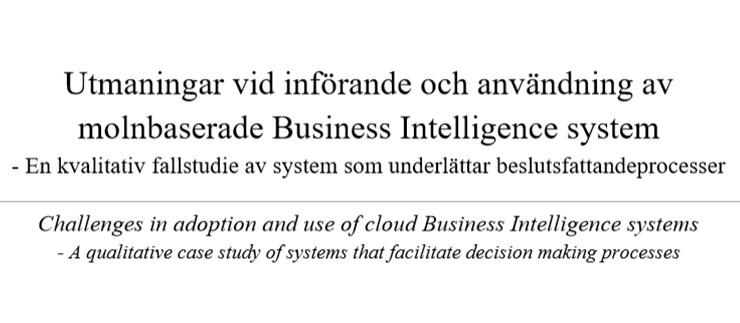 Utmaningar vid införande och användning av
molnbaserade Business Intelligence system
- En kvalitativ fallstudie av system som underlättar beslutsfattandeprocesser
Challenges in adoption and use of cloud Business Intelligence systems
- A qualitative case study of systems that facilitate decision making processes